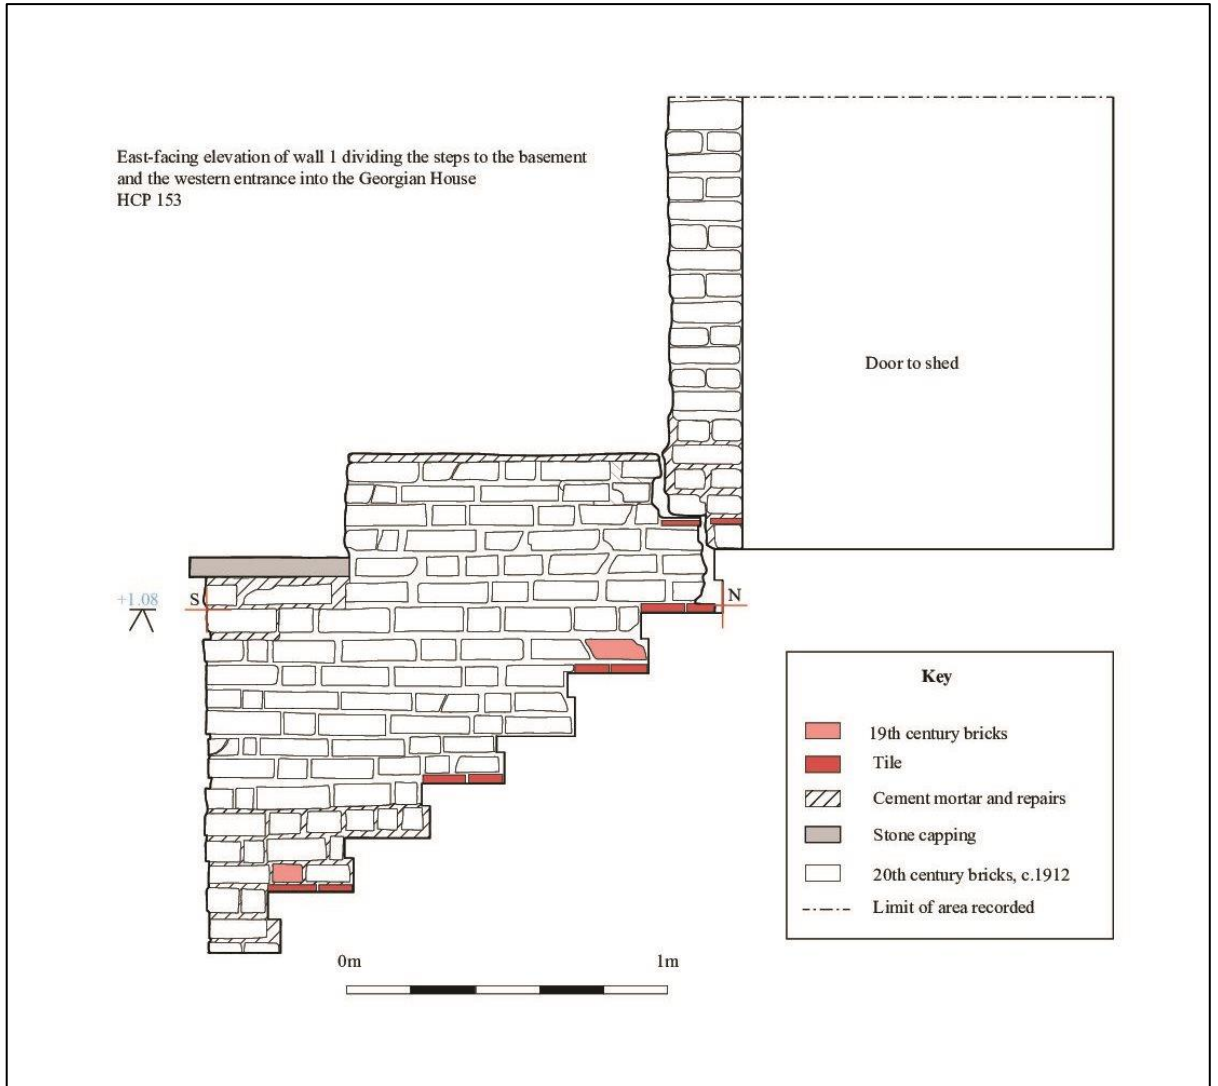 East-facing elevation of wall 1 dividing the steps to the basement
and the western entrance into the Georgian House
HCP 153
Door to shed
+1.08
S
N
Key
19th century bricks
Tile
Cement mortar and repairs
Stone capping
20th century bricks, c.1912
Limit of area recorded
0m
1m